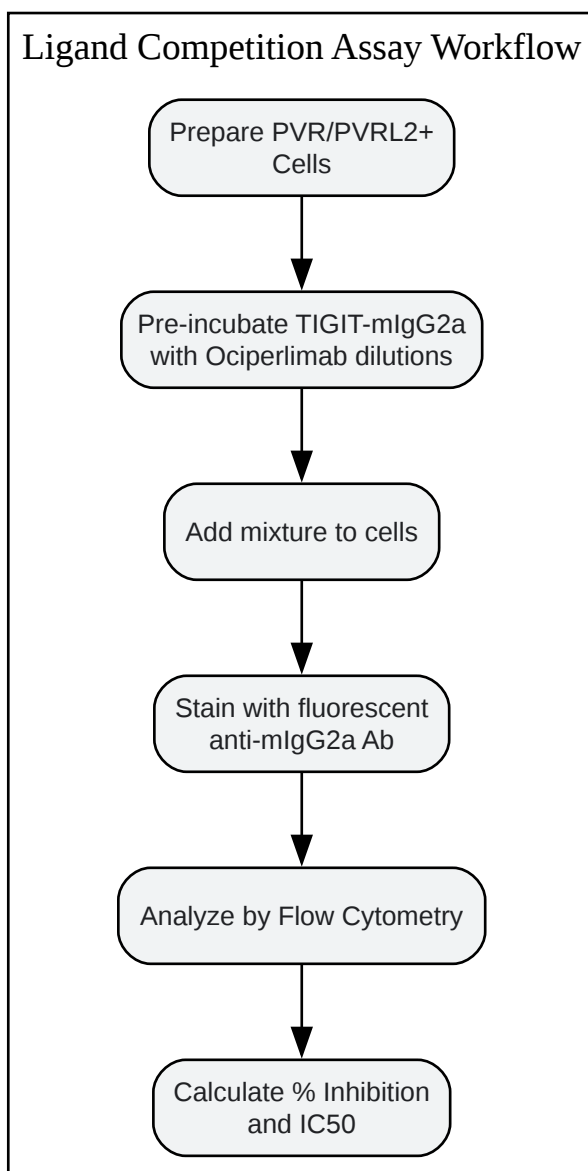 Ligand Competition Assay Workflow
Prepare PVR/PVRL2+
Cells
Pre-incubate TIGIT-mIgG2a
with Ociperlimab dilutions
Add mixture to cells
Stain with fluorescent
anti-mIgG2a Ab
Analyze by Flow Cytometry
Calculate % Inhibition
and IC50